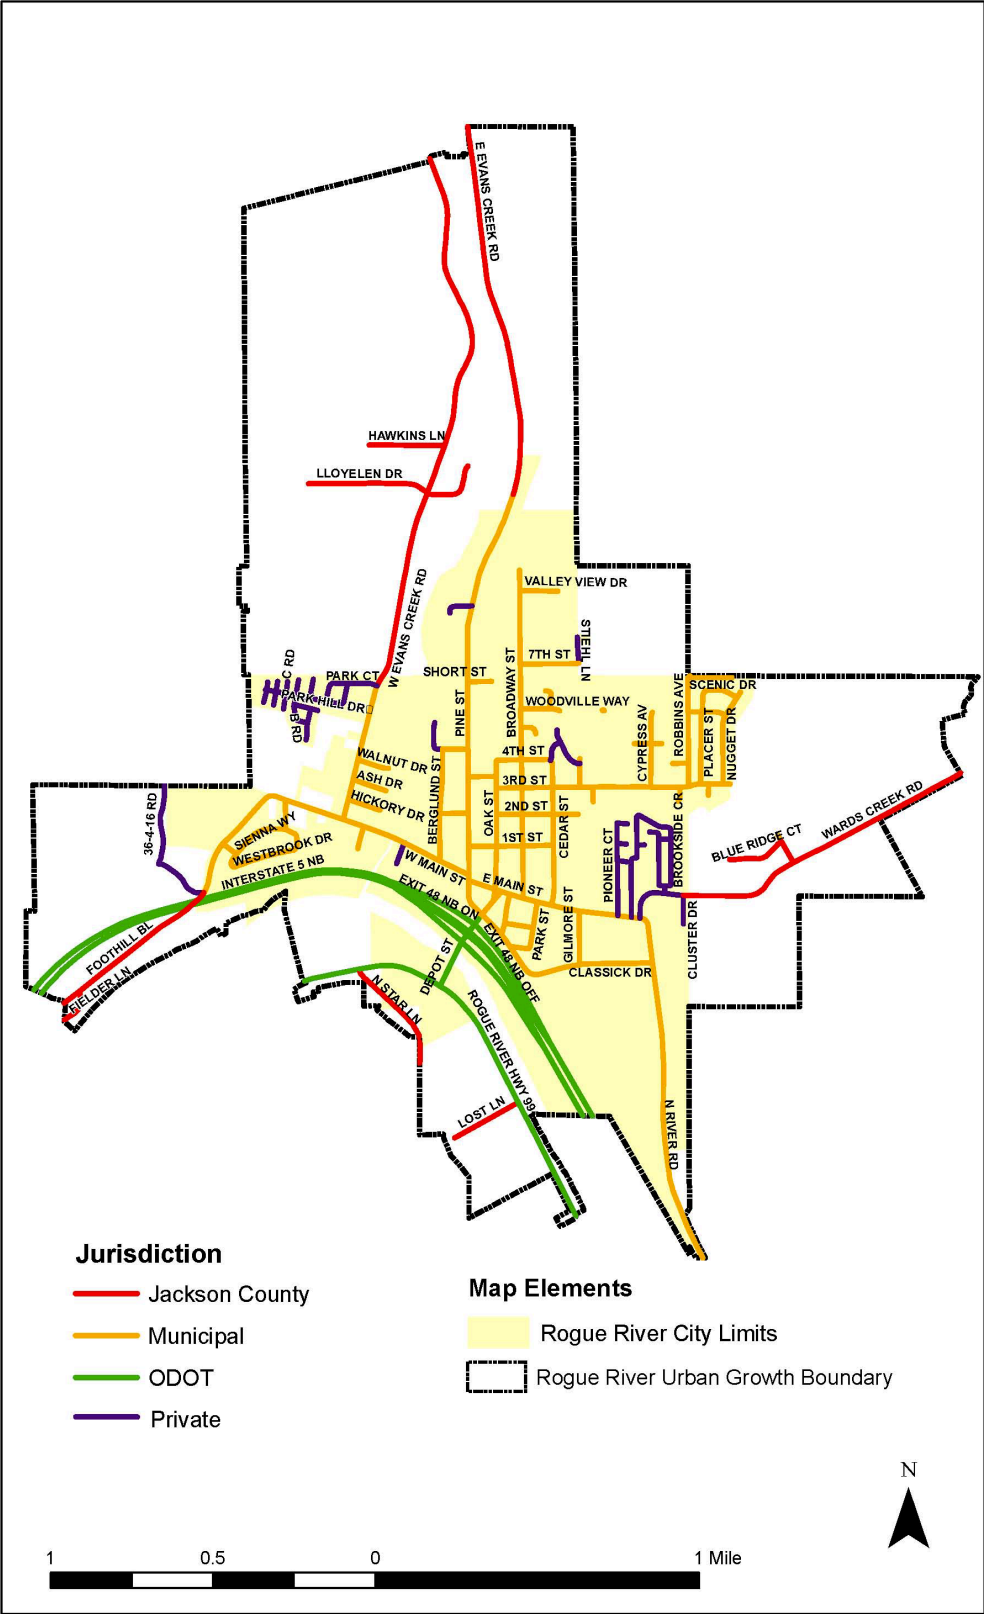 E EVANS CREEK RD
HAWKINS LN
LLOYELEN DR
W EVANS CREEK RD
VALLEY VIEW DR
STIEHL LN
7TH ST
C RD
PARK CT
SHORT ST
BROADWAY ST
PARK HILL DR
B RD
PINE ST
WOODVILLE WAY
SCENIC DR
ROBBINS AVE
CYPRESS AV
PLACER ST
NUGGET DR
WALNUT DR
4TH ST
ASH DR
3RD ST
HICKORY DR
BERGLUND ST
OAK ST
2ND ST
CEDAR ST
1ST ST
36-4-16 RD
SIENNA WY
WESTBROOK DR
INTERSTATE 5 NB
W MAIN ST
E MAIN ST
PIONEER CT
BROOKSIDE CR
BLUE RIDGE CT
WARDS CREEK RD
EXIT 48 NB ON
EXIT 48 NB OFF
PARK ST
GILMORE ST
CLUSTER DR
CLASSICK DR
FOOTHILL BL
FIELDER LN
N STAR LN
DEPOT ST
ROGUE RIVER HWY 99
LOST LN
N RIVER RD
Jurisdiction
Jackson County
Municipal
ODOT
Private
Map Elements
Rogue River City Limits
Rogue River Urban Growth Boundary
N
1 0.5 0 1 Mile